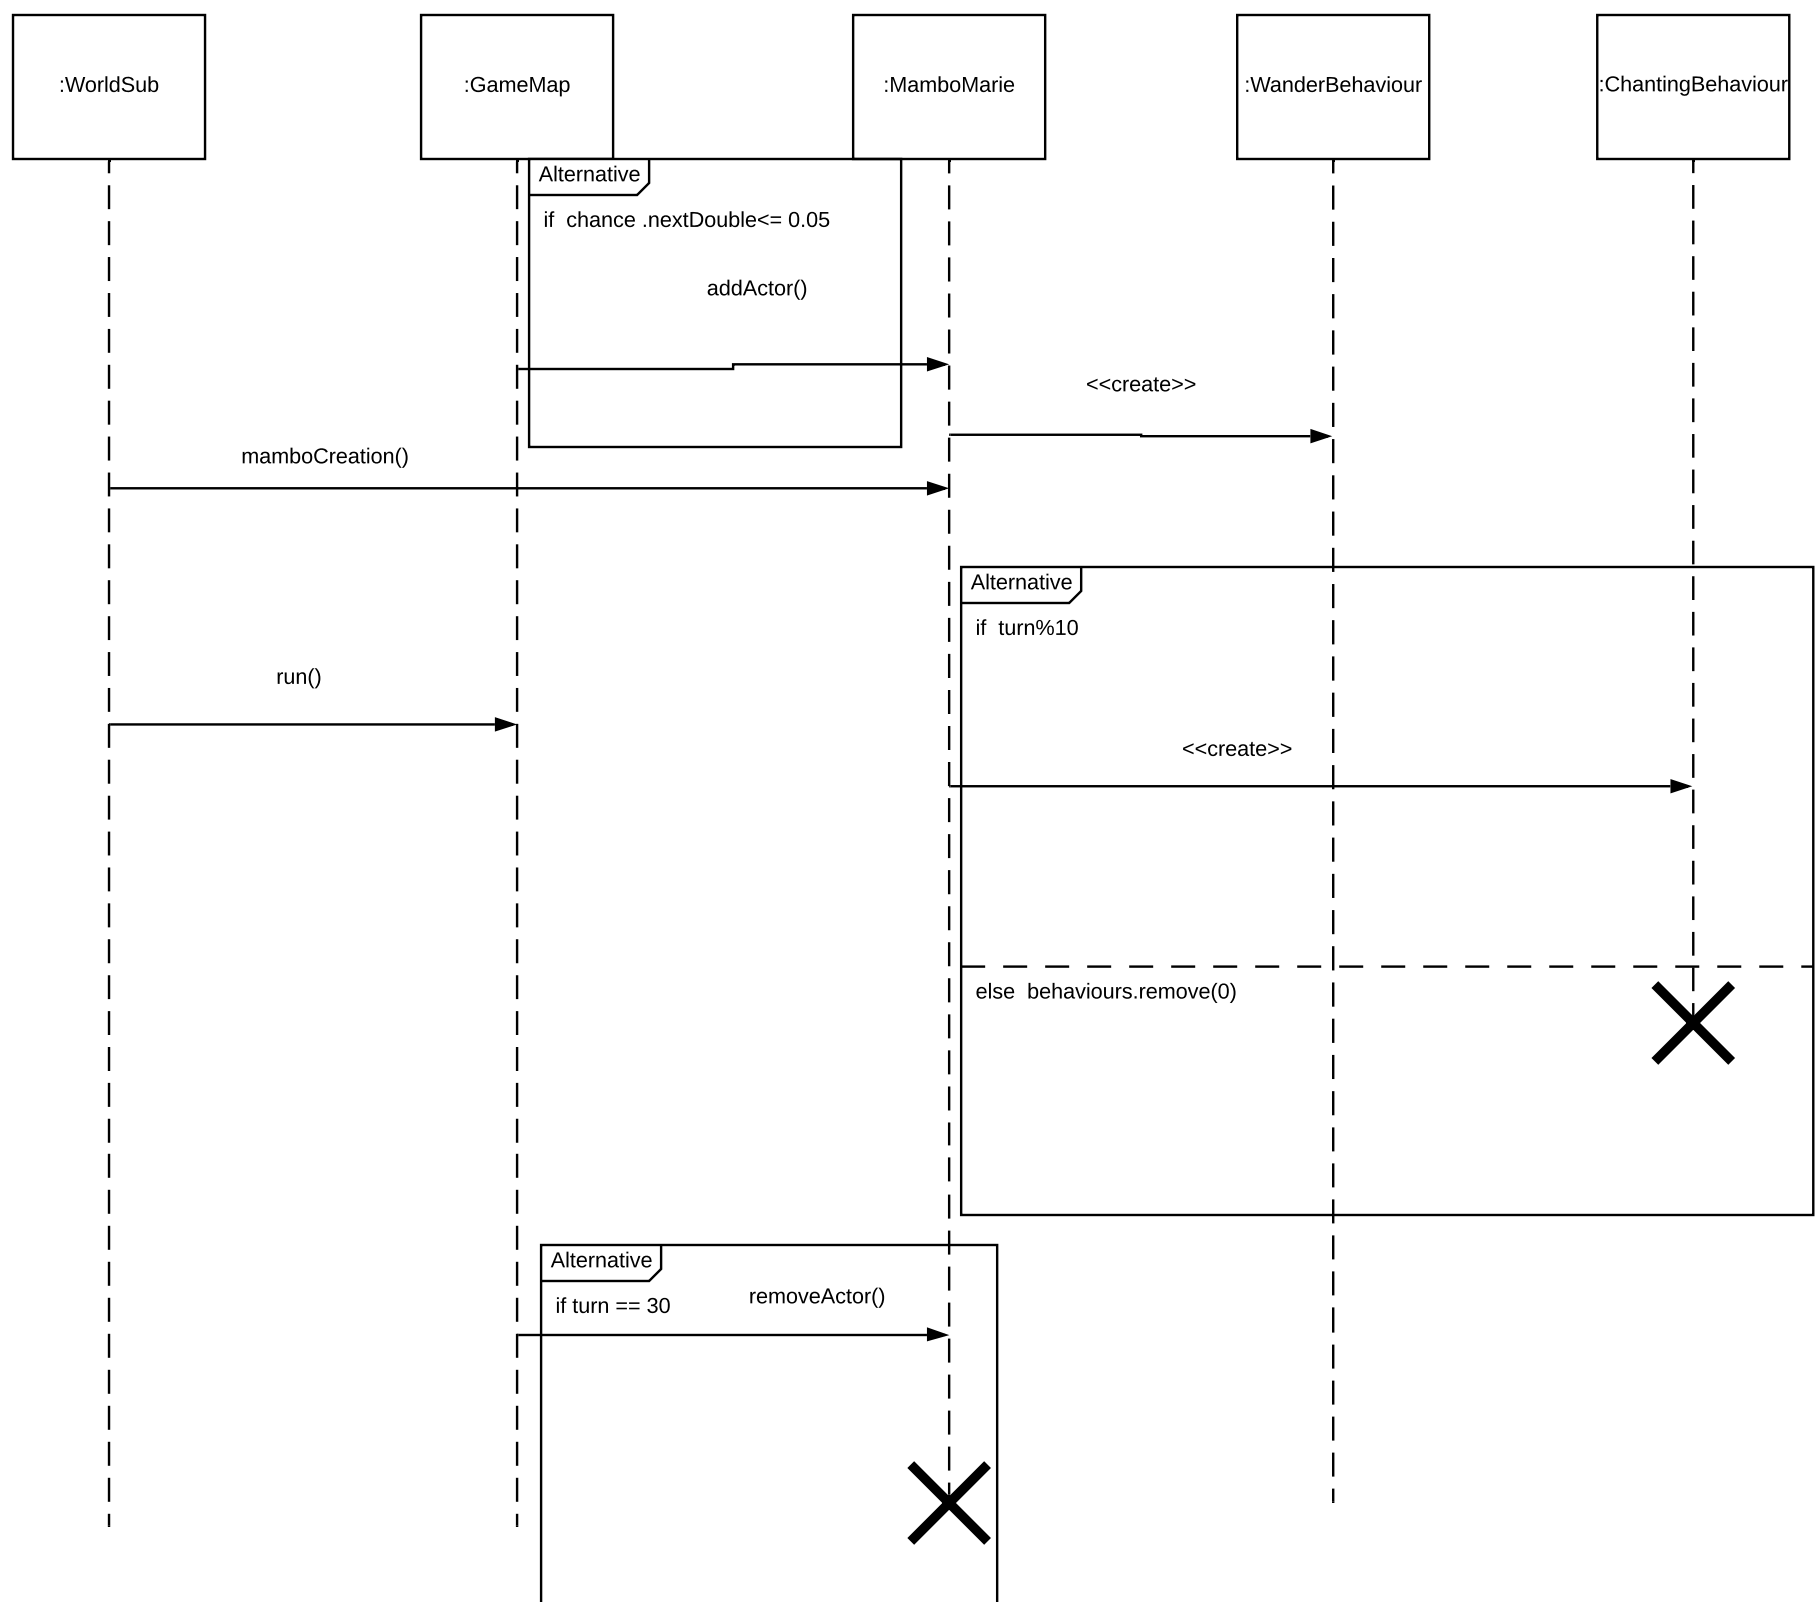 :WorldSub
:GameMap
:MamboMarie
:WanderBehaviour
:ChantingBehaviour
Alternative
if  chance .nextDouble<= 0.05
addActor()
<<create>>
mamboCreation()
Alternative
if  turn%10
run()
<<create>>
else  behaviours.remove(0)
Alternative
if turn == 30
removeActor()